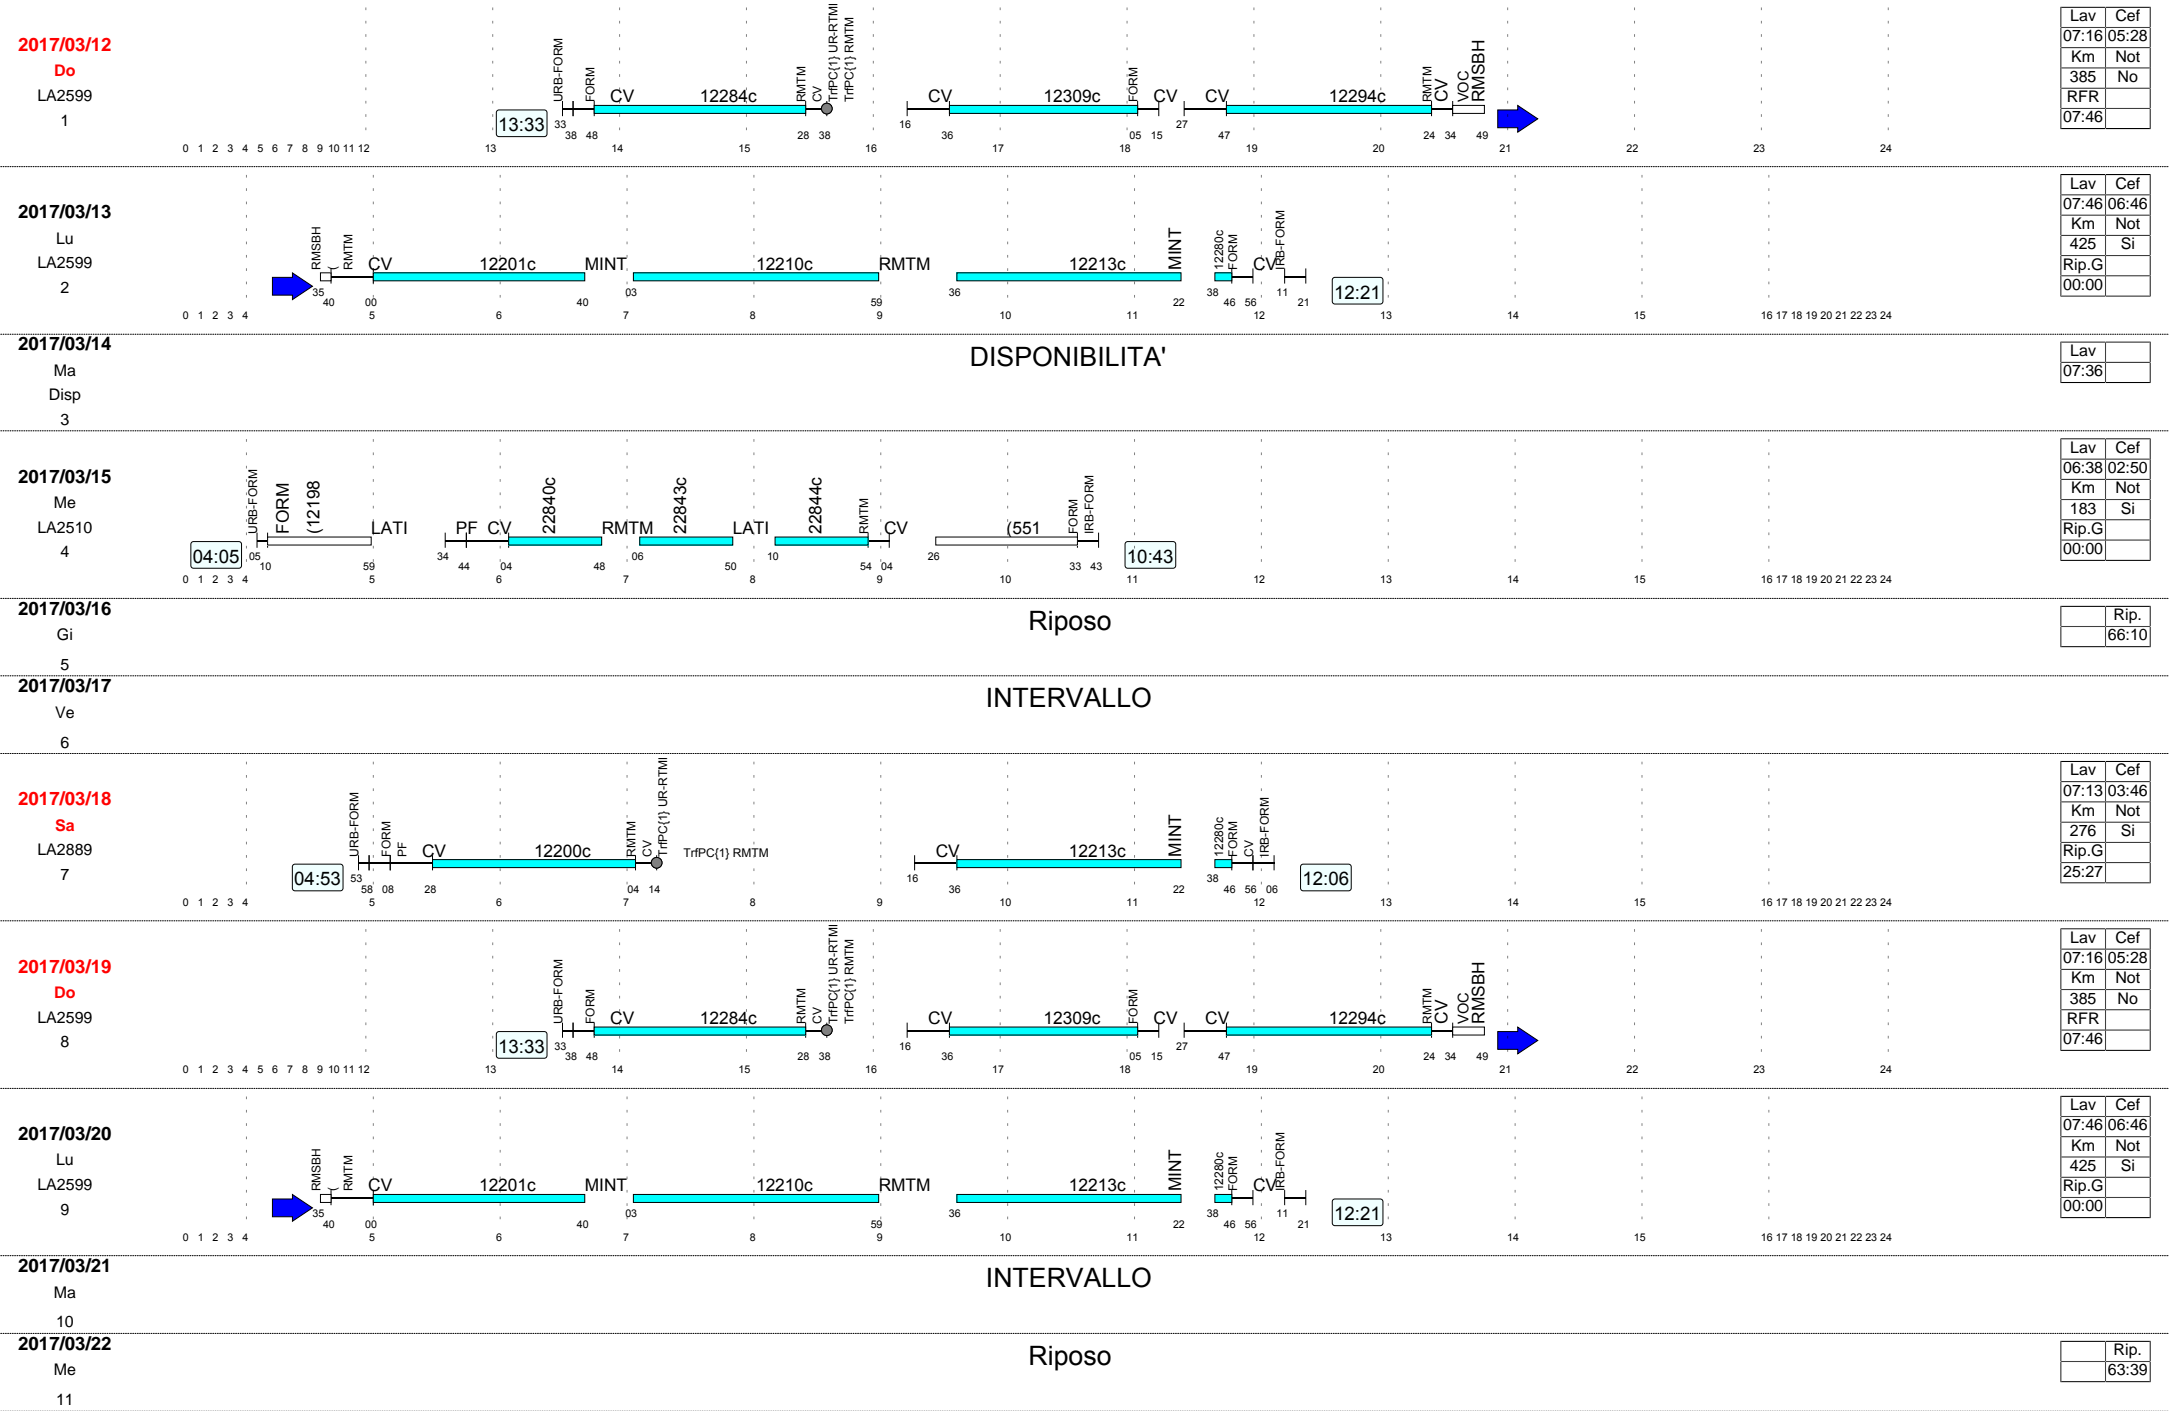 2017/03/12
Do
LA2599
1
13:33
URB-FORM FORM CV 12284c RMTM CV TrfPC{1} UR-RTMI TrfPC{1} RMTM CV 12309c FORM CV CV 12294c RMTM CV VOC RMSBH
33 38 48 28 38 16 36 05 15 27 47 24 34 49
0 1 2 3 4 5 6 7 8 9 10 11 12 13 14 15 16 17 18 19 20 21 22 23 24
Lav Cef
07:16 05:28
Km Not
385 No
RFR
07:46
2017/03/13
Lu
LA2599
2
RMSBH ( RMTM CV 12201c MINT 12210c RMTM 12213c MINT 12280c FORM CV IRB-FORM
35 40 00 40 03 59 36 22 38 46 56 11 21
12:21
0 1 2 3 4 5 6 7 8 9 10 11 12 13 14 15 16 17 18 19 20 21 22 23 24
Lav Cef
07:46 06:46
Km Not
425 Si
Rip.G
00:00
2017/03/14
Ma
Disp
3
DISPONIBILITA'
Lav
07:36
2017/03/15
Me
LA2510
4
04:05
URB-FORM FORM (12198 LATI PF CV 22840c RMTM 22843c LATI 22844c RMTM CV (551 FORM IRB-FORM
05 10 59 34 44 04 48 06 50 10 54 04 26 33 43
10:43
0 1 2 3 4 5 6 7 8 9 10 11 12 13 14 15 16 17 18 19 20 21 22 23 24
Lav Cef
06:38 02:50
Km Not
183 Si
Rip.G
00:00
2017/03/16
Gi
5
Riposo
Rip.
66:10
2017/03/17
Ve
6
INTERVALLO
2017/03/18
Sa
LA2889
7
04:53
URB-FORM FORM PF CV 12200c RMTM CV TrfPC{1} UR-RTMI TrfPC{1} RMTM CV 12213c MINT 12280c FORM CV IRB-FORM
53 58 08 28 04 14 16 36 22 38 46 56 06
12:06
0 1 2 3 4 5 6 7 8 9 10 11 12 13 14 15 16 17 18 19 20 21 22 23 24
Lav Cef
07:13 03:46
Km Not
276 Si
Rip.G
25:27
2017/03/19
Do
LA2599
8
13:33
URB-FORM FORM CV 12284c RMTM CV TrfPC{1} UR-RTMI TrfPC{1} RMTM CV 12309c FORM CV CV 12294c RMTM CV VOC RMSBH
33 38 48 28 38 16 36 05 15 27 47 24 34 49
0 1 2 3 4 5 6 7 8 9 10 11 12 13 14 15 16 17 18 19 20 21 22 23 24
Lav Cef
07:16 05:28
Km Not
385 No
RFR
07:46
2017/03/20
Lu
LA2599
9
RMSBH ( RMTM CV 12201c MINT 12210c RMTM 12213c MINT 12280c FORM CV IRB-FORM
35 40 00 40 03 59 36 22 38 46 56 11 21
12:21
0 1 2 3 4 5 6 7 8 9 10 11 12 13 14 15 16 17 18 19 20 21 22 23 24
Lav Cef
07:46 06:46
Km Not
425 Si
Rip.G
00:00
2017/03/21
Ma
10
INTERVALLO
2017/03/22
Me
11
Riposo
Rip.
63:39